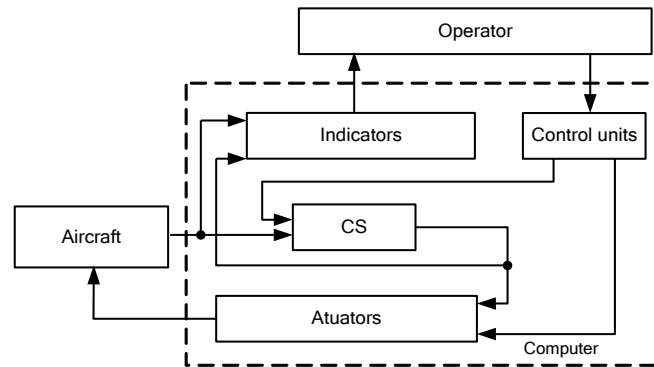 Operator
Indicators
Control units
Aircraft
CS
Atuators
Computer